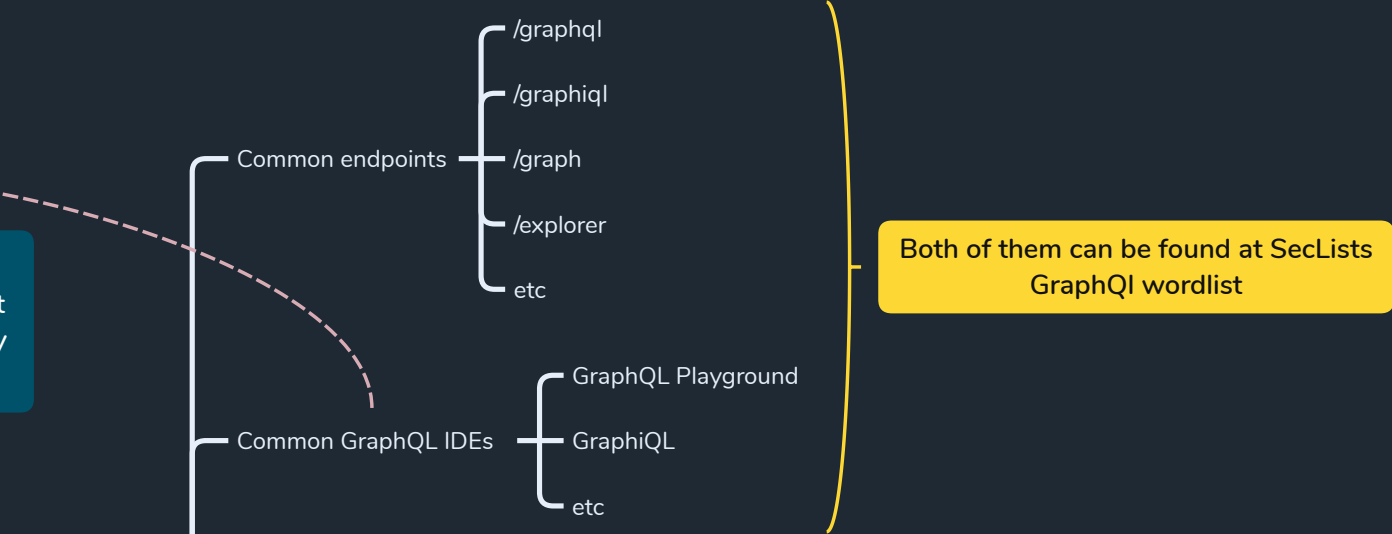 /graphql
/graphiql
Common endpoints
/graph
/explorer
etc
Both of them can be found at SecLists
GraphQl wordlist
Common GraphQL IDEs
GraphQL Playground
GraphiQL
etc